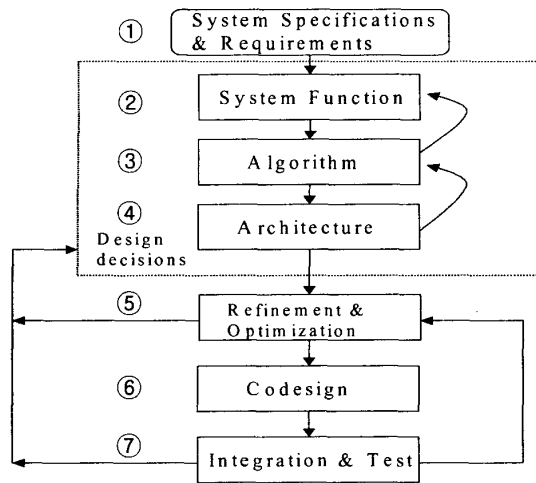 ①
System Specifications
& Requirements
②
System Function
③
Algorithm
④
Architecture
Design
decisions
⑤
Refinement &
Optimization
⑥
Codesign
⑦
Integration & Test